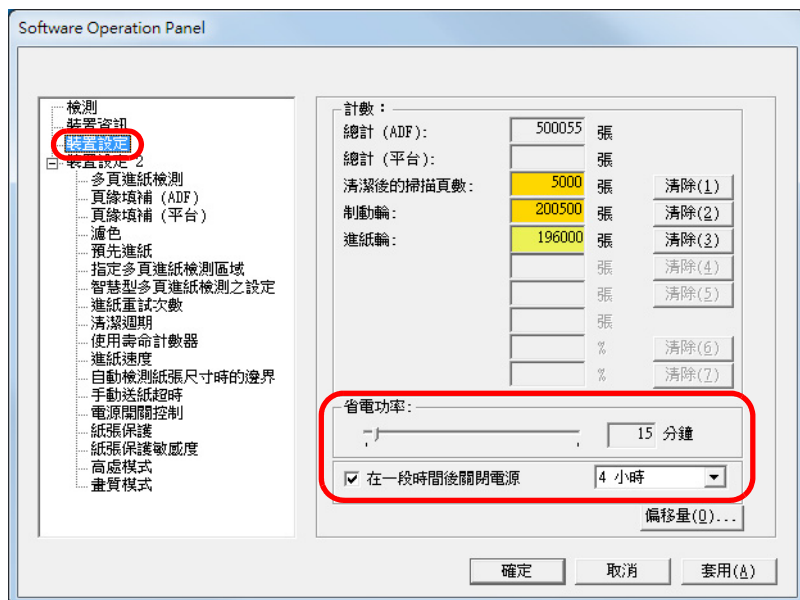 Software Operation Panel
檢測
裝置資訊
裝置設定
裝置設定 2
多頁進紙檢測
頁緣填補 (ADF)
頁緣填補 (平台)
濾色
預先進紙
指定多頁進紙檢測區域
智慧型多頁進紙檢測之設定
進紙重試次數
清潔週期
使用壽命計數器
進紙速度
自動檢測紙張尺寸時的邊界
手動送紙超時
電源開關控制
紙張保護
紙張保護敏感度
高處模式
畫質模式
計數：
總計 (ADF): 500055 張
總計 (平台): 張
清潔後的掃描頁數: 5000 張 清除(1)
制動輪: 200500 張 清除(2)
進紙輪: 196000 張 清除(3)
張 清除(4)
張 清除(5)
張
% 清除(6)
% 清除(7)
省電功率:
15 分鐘
在一段時間後關閉電源 4 小時
偏移量(O)...
確定 取消 套用(A)